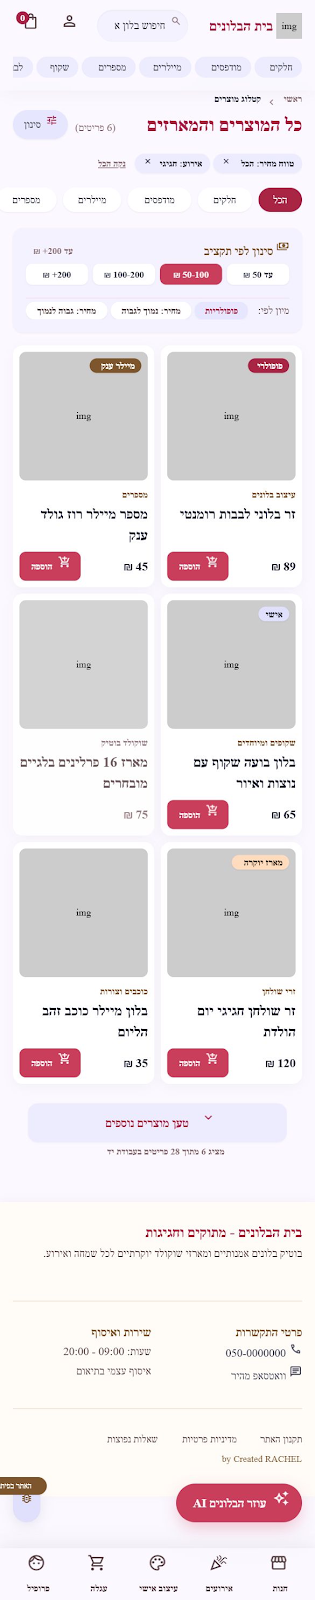 img
בית הבלונים
חיפוש בלון א
0
חלקים
מודפסים
מיילרים
מספרים
שקוף
לב
ראשי
קטלוג מוצרים
כל המוצרים והמארזים
(6 פריטים)
סינון
טווח מחיר: הכל ×
אירוע: חגיגי ×
נקה הכל
הכל
חלקים
מודפסים
מיילרים
מספרים
סינון לפי תקציב
עד 200+ ₪
עד 50 ₪
50-100 ₪
100-200 ₪
200+ ₪
מיון לפי:
פופולריות
מחיר: נמוך לגבוה
מחיר: גבוה לנמוך
פופולרי
img
עיצוב בלונים
זר בלוני לבבות רומנטי
89 ₪
הוספה
מיילר ענק
img
מספרים
מספר מיילר רוז גולד
ענק
45 ₪
הוספה
אישי
img
שקופים ומיוחדים
בלון בועה שקוף עם
נוצות ואיור
65 ₪
הוספה
img
שוקולד בוטיק
מארז 16 פרלינים בלגיים
מובחרים
75 ₪
מארז יוקרה
img
זרי שולחן
זר שולחן חגיגי יום
הולדת
120 ₪
הוספה
img
כוכבים וצורות
בלון מיילר כוכב זהב
הליום
35 ₪
הוספה
טען מוצרים נוספים
מציג 6 מתוך 28 פריטים בעבודת יד
בית הבלונים - מתוקים וחגיגות
בוטיק בלונים אמנותיים ומארזי שוקולד יוקרתיים לכל שמחה ואירוע.
פרטי התקשרות
050-0000000
וואטסאפ מהיר
שירות ואיסוף
שעות: 09:00 - 20:00
איסוף עצמי בתיאום
תקנון האתר
מדיניות פרטיות
שאלות נפוצות
by Created RACHEL
עוזר הבלונים AI
האתר בפית
חנות
אירועים
עיצוב אישי
עגלה
פרופיל